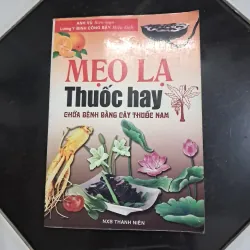 MẸO LẠ
Thuốc hay
CHỮA BỆNH BẰNG CÂY THUỐC NAM
NXB THANH NIÊN